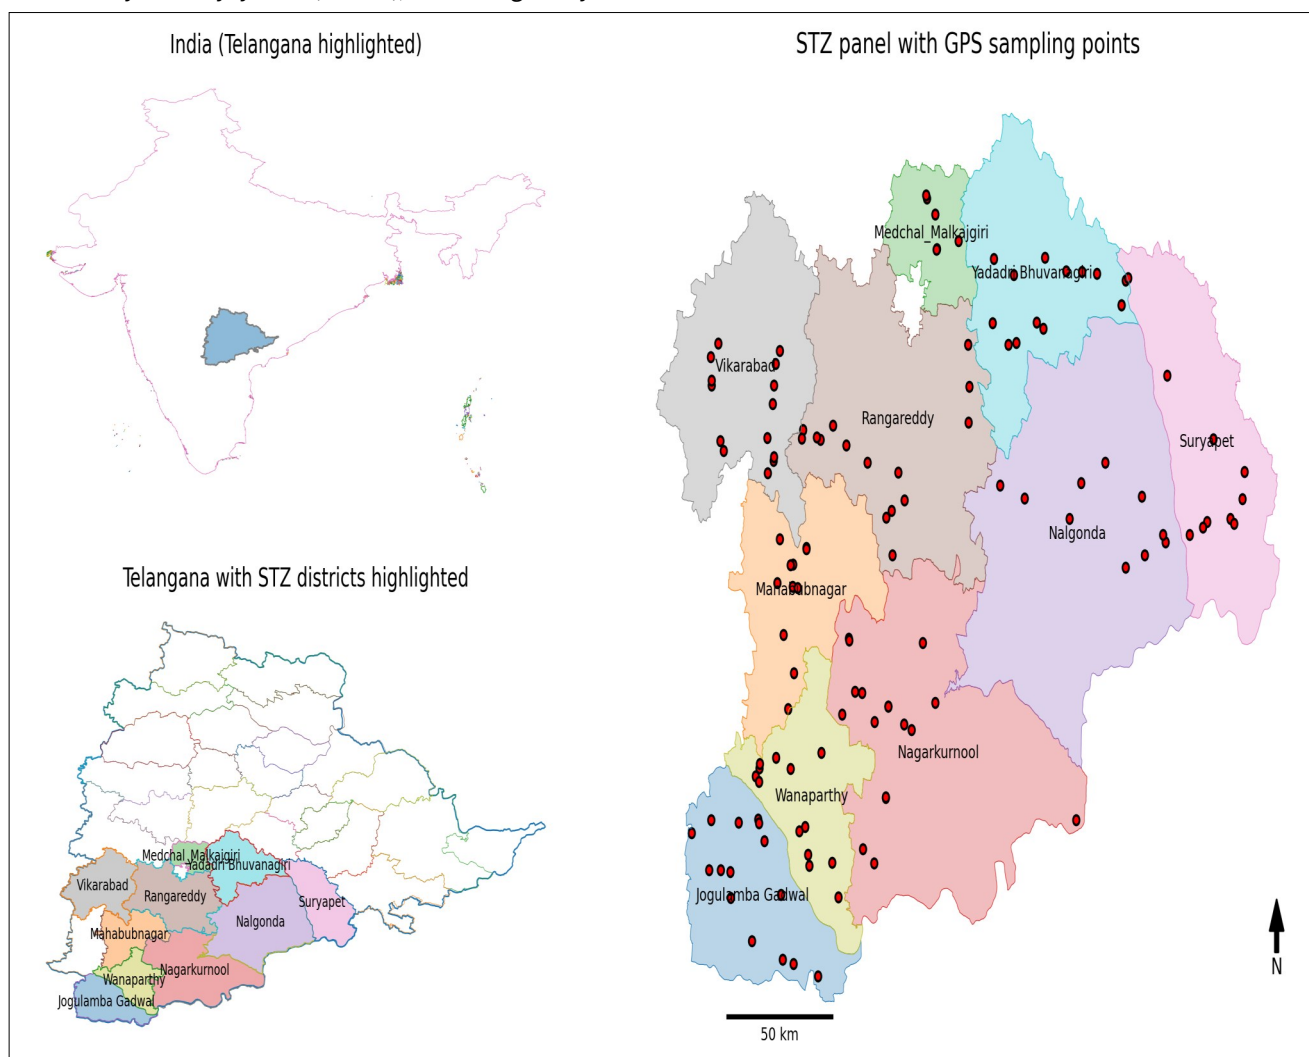 India (Telangana highlighted)
STZ panel with GPS sampling points
Medchal_Malkajgiri
Yadadri Bhuvanagiri
Vikarabad
Rangareddy
Suryapet
Nalgonda
Mahabubnagar
Nagarkurnool
Wanaparthy
Jogulamba Gadwal
N
50 km
Telangana with STZ districts highlighted
Medchal_Malkajgiri
Yadadri Bhuvanagiri
Vikarabad
Rangareddy
Suryapet
Nalgonda
Mahabubnagar
Nagarkurnool
Wanaparthy
Jogulamba Gadwal